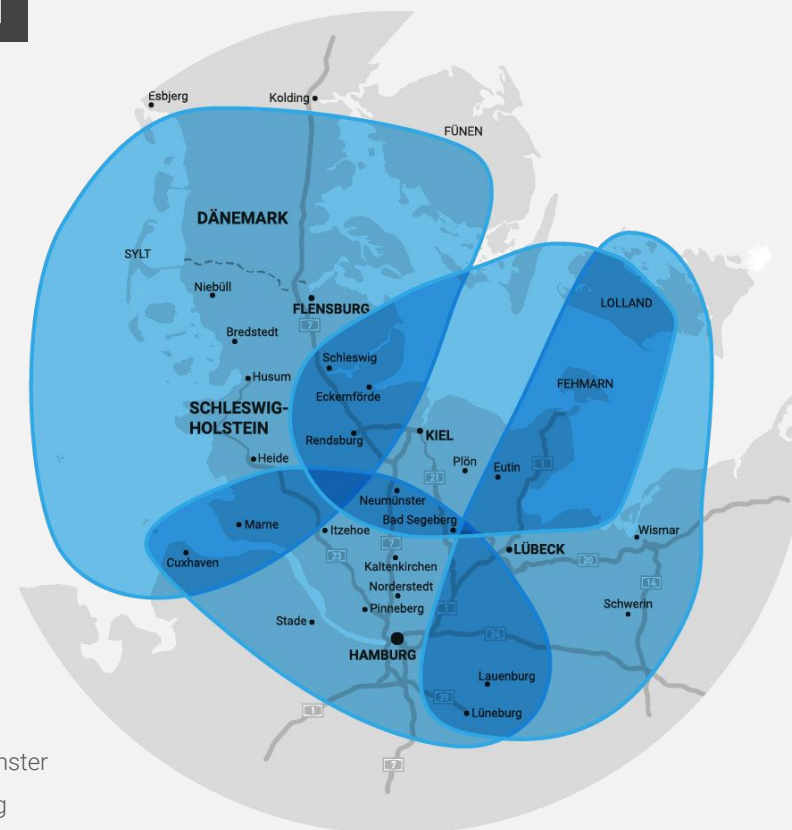 Esbjerg
Kolding
FÜNEN
DÄNEMARK
SYLT
Niebüll
FLENSBURG
7
LOLLAND
Bredstedt
Schleswig
Husum
Eckernförde
FEHMARN
SCHLESWIG-
HOLSTEIN
Rendsburg
KIEL
Heide
Plön
Eutin
1
21
Neumünster
Marne
Itzehoe
Bad Segeberg
Wismar
7
LÜBECK
Cuxhaven
23
Kaltenkirchen
20
Norderstedt
14
Pinneberg
1
Schwerin
Stade
24
HAMBURG
Lauenburg
39
1
Lüneburg
7
nster
g